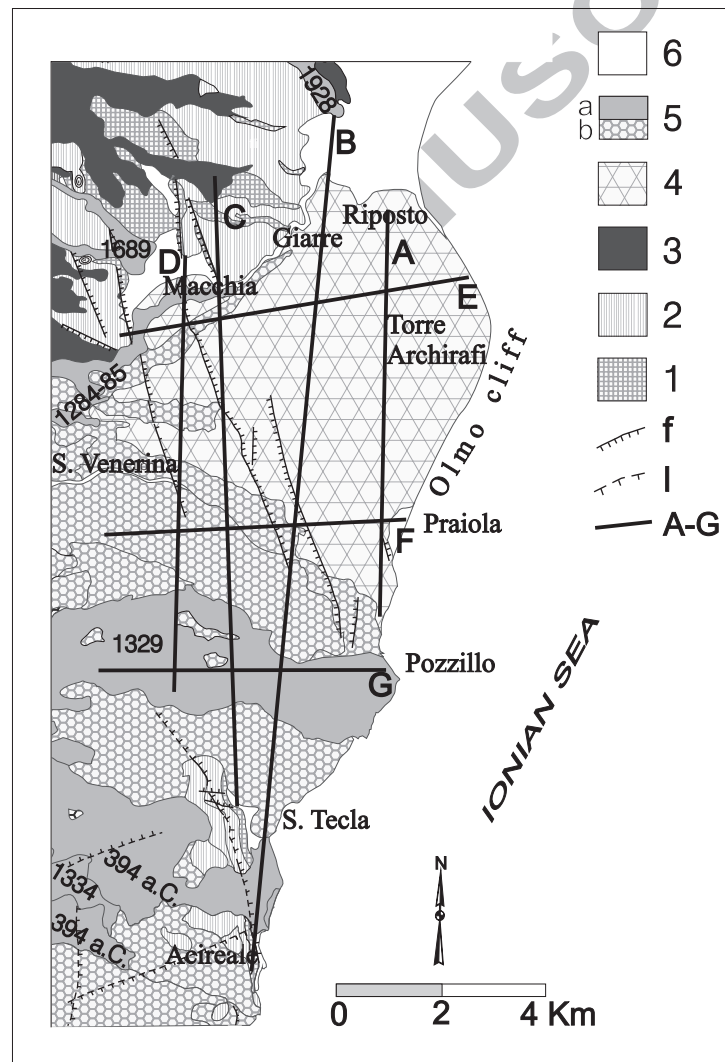 USO
1928
6
a
5
b
B
4
Riposto
C
Giarre
A
1689
D
3
Macchia
E
Torre
Archirafi
2
1
1284-85
Olmo cliff
f
S. Venerina
l
A-G
Praiola
F
1329
Pozzillo
G
IONIAN SEA
S. Tecla
394 a.C.
1334
N
394 a.C.
Acireale
0 2 4 Km